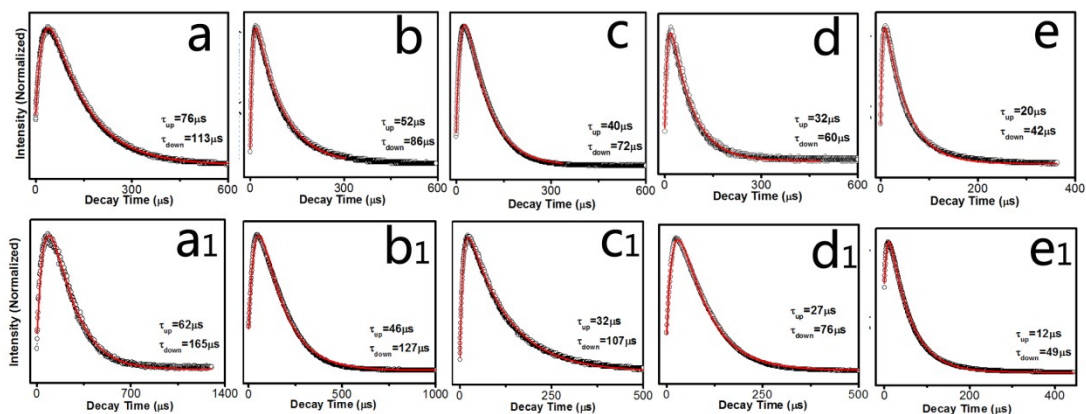 Intensity (Normalized)
a
τup=76μs
τdown=113μs
0 200 400 600
Decay Time (μs)
b
τup=52μs
τdown=86μs
0 300 600
Decay Time (μs)
c
τup=40μs
τdown=72μs
0 300 600
Decay Time (μs)
d
τup=32μs
τdown=60μs
0 300 600
Decay Time (μs)
e
τup=20μs
τdown=42μs
0 200 400
Decay Time (μs)
Intensity (Normalized)
a1
τup=62μs
τdown=165μs
0 700 1400
Decay Time (μs)
b1
τup=46μs
τdown=127μs
0 500 1000
Decay Time (μs)
c1
τup=32μs
τdown=107μs
0 250 500
Decay Time (μs)
d1
τup=27μs
τdown=76μs
0 250 500
Decay Time (μs)
e1
τup=12μs
τdown=49μs
0 200 400
Decay Time (μs)